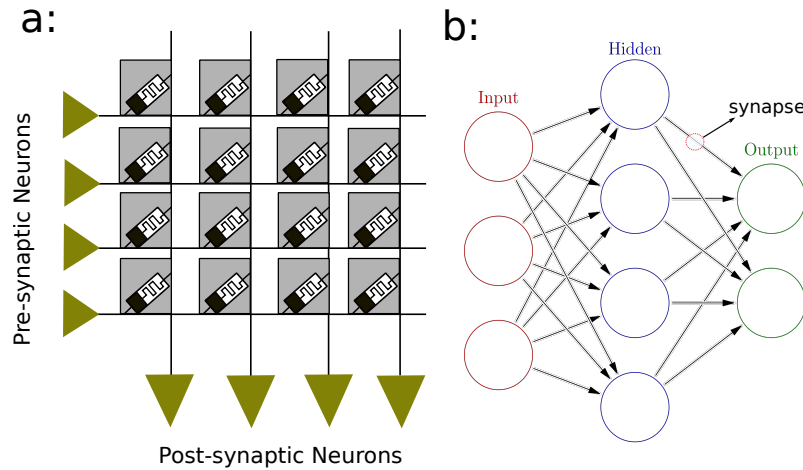 a:
Pre-synaptic Neurons
Post-synaptic Neurons
b:
Hidden
Input
synapse
Output